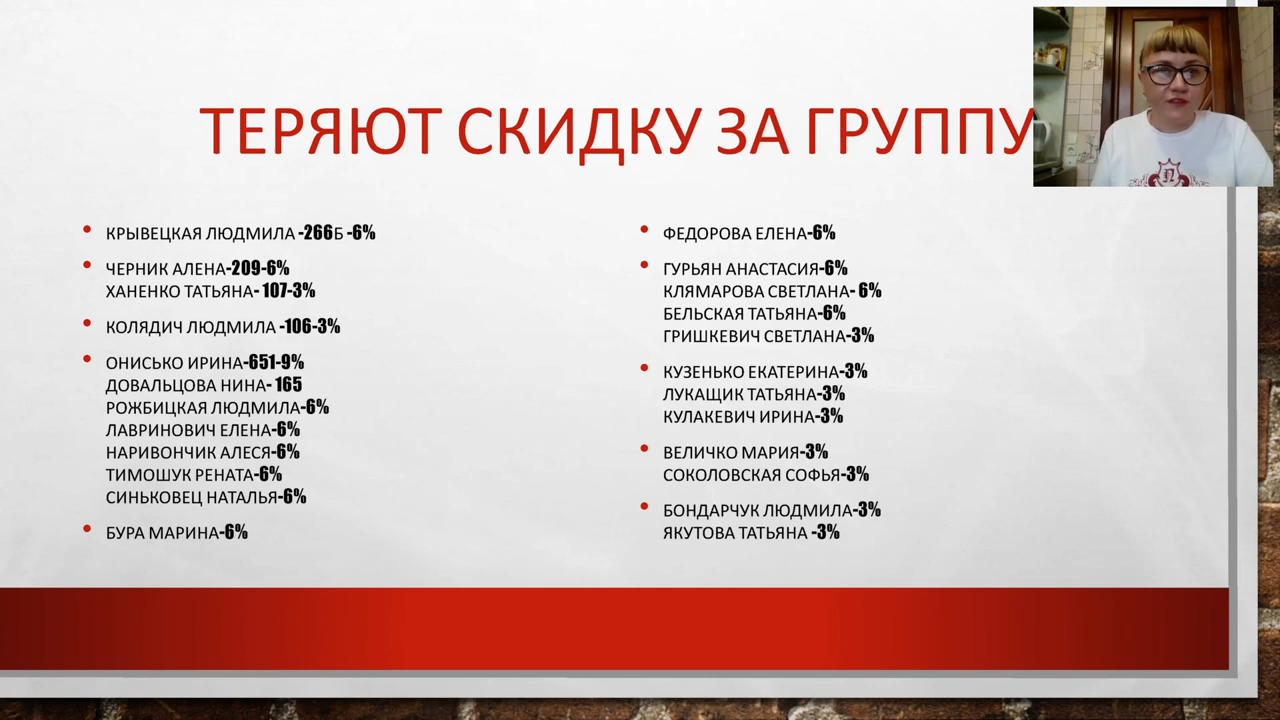 ТЕРЯЮТ СКИДКУ ЗА ГРУППУ
КРЫВЕЦКАЯ ЛЮДМИЛА -266Б -6%
ЧЕРНИК АЛЕНА-209-6%
ХАНЕНКО ТАТЬЯНА- 107-3%
КОЛЯДИЧ ЛЮДМИЛА -106-3%
ОНИСЬКО ИРИНА-651-9%
ДОВАЛЬЦОВА НИНА- 165
РОЖБИЦКАЯ ЛЮДМИЛА-6%
ЛАВРИНОВИЧ ЕЛЕНА-6%
НАРИВОНЧИК АЛЕСЯ-6%
ТИМОШУК РЕНАТА-6%
СИНЬКОВЕЦ НАТАЛЬЯ-6%
БУРА МАРИНА-6%
ФЕДОРОВА ЕЛЕНА-6%
ГУРЬЯН АНАСТАСИЯ-6%
КЛЯМАРОВА СВЕТЛАНА- 6%
БЕЛЬСКАЯ ТАТЬЯНА-6%
ГРИШКЕВИЧ СВЕТЛАНА-3%
КУЗЕНЬКО ЕКАТЕРИНА-3%
ЛУКАЩИК ТАТЬЯНА-3%
КУЛАКЕВИЧ ИРИНА-3%
ВЕЛИЧКО МАРИЯ-3%
СОКОЛОВСКАЯ СОФЬЯ-3%
БОНДАРЧУК ЛЮДМИЛА-3%
ЯКУТОВА ТАТЬЯНА -3%